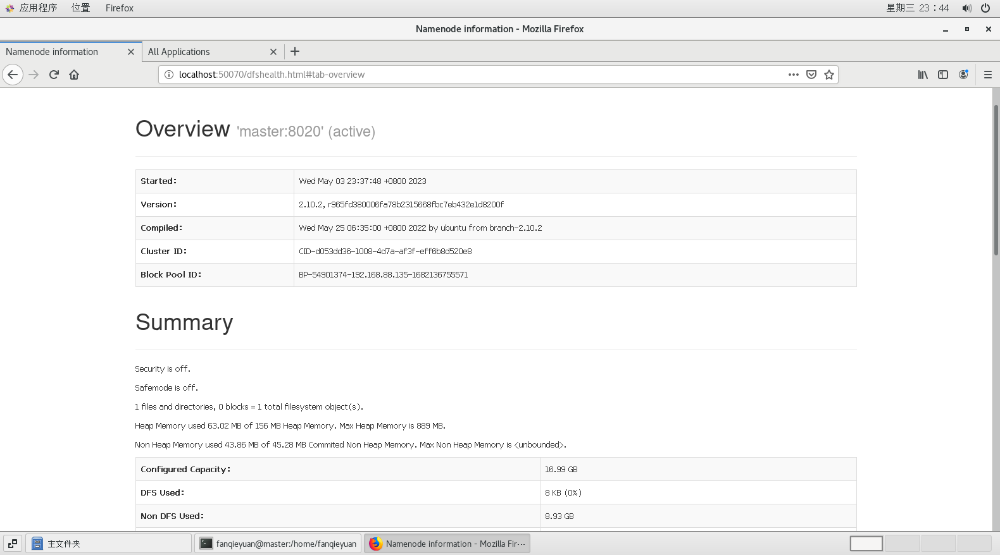 应用程序 位置 Firefox 星期三 23:44
Namenode information - Mozilla Firefox
Namenode information All Applications
localhost:50070/dfshealth.html#tab-overview
Overview 'master:8020' (active)
Started: Wed May 03 23:37:48 +0800 2023
Version: 2.10.2, r965fd380006fa78b2315668fbc7eb432e1d8200f
Compiled: Wed May 25 06:35:00 +0800 2022 by ubuntu from branch-2.10.2
Cluster ID: CID-d053dd36-1008-4d7a-af3f-eff6b8d520e8
Block Pool ID: BP-54901374-192.168.88.135-1682136755571
Summary
Security is off.
Safemode is off.
1 files and directories, 0 blocks = 1 total filesystem object(s).
Heap Memory used 63.02 MB of 156 MB Heap Memory. Max Heap Memory is 889 MB.
Non Heap Memory used 43.86 MB of 45.28 MB Commited Non Heap Memory. Max Non Heap Memory is <unbounded>.
Configured Capacity: 16.99 GB
DFS Used: 8 KB (0%)
Non DFS Used: 8.93 GB
主文件夹 fanqieyuan@master:/home/fanqieyuan Namenode information - Mozilla Fir···